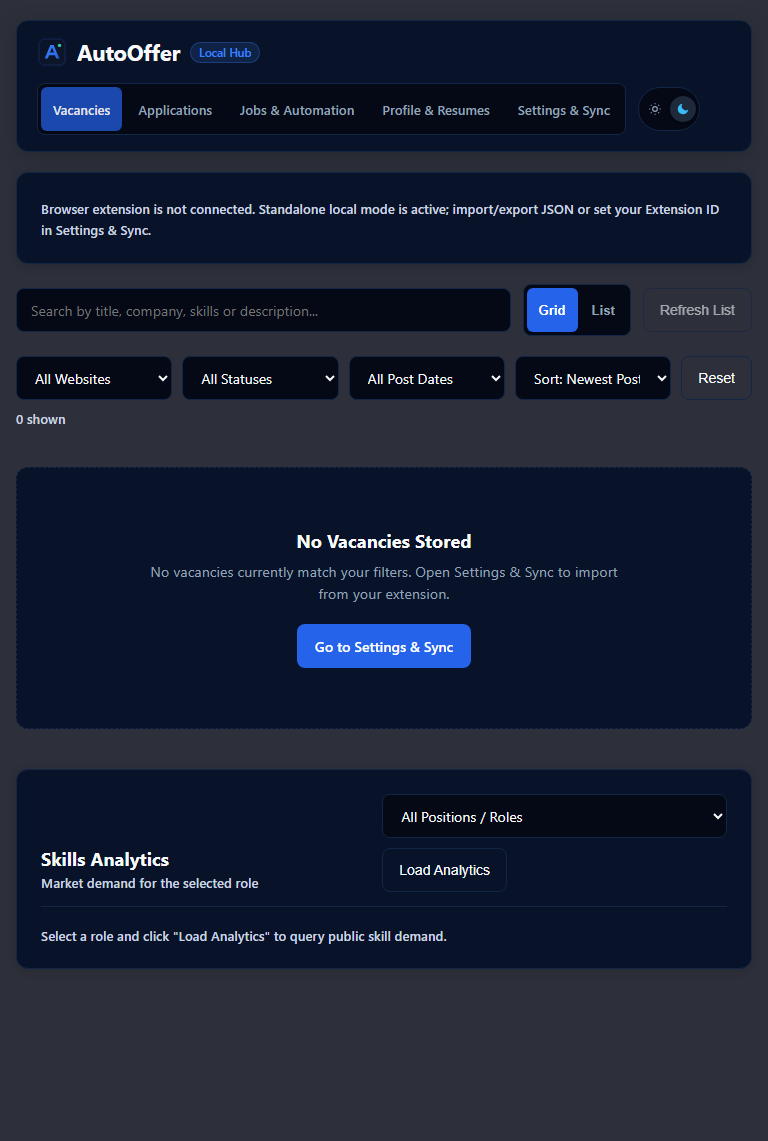 AutoOffer
Local Hub
Vacancies
Applications
Jobs & Automation
Profile & Resumes
Settings & Sync
Browser extension is not connected. Standalone local mode is active; import/export JSON or set your Extension ID
in Settings & Sync.
Search by title, company, skills or description...
Grid
List
Refresh List
All Websites
All Statuses
All Post Dates
Sort: Newest Post
Reset
0 shown
No Vacancies Stored
No vacancies currently match your filters. Open Settings & Sync to import
from your extension.
Go to Settings & Sync
All Positions / Roles
Skills Analytics
Market demand for the selected role
Load Analytics
Select a role and click "Load Analytics" to query public skill demand.